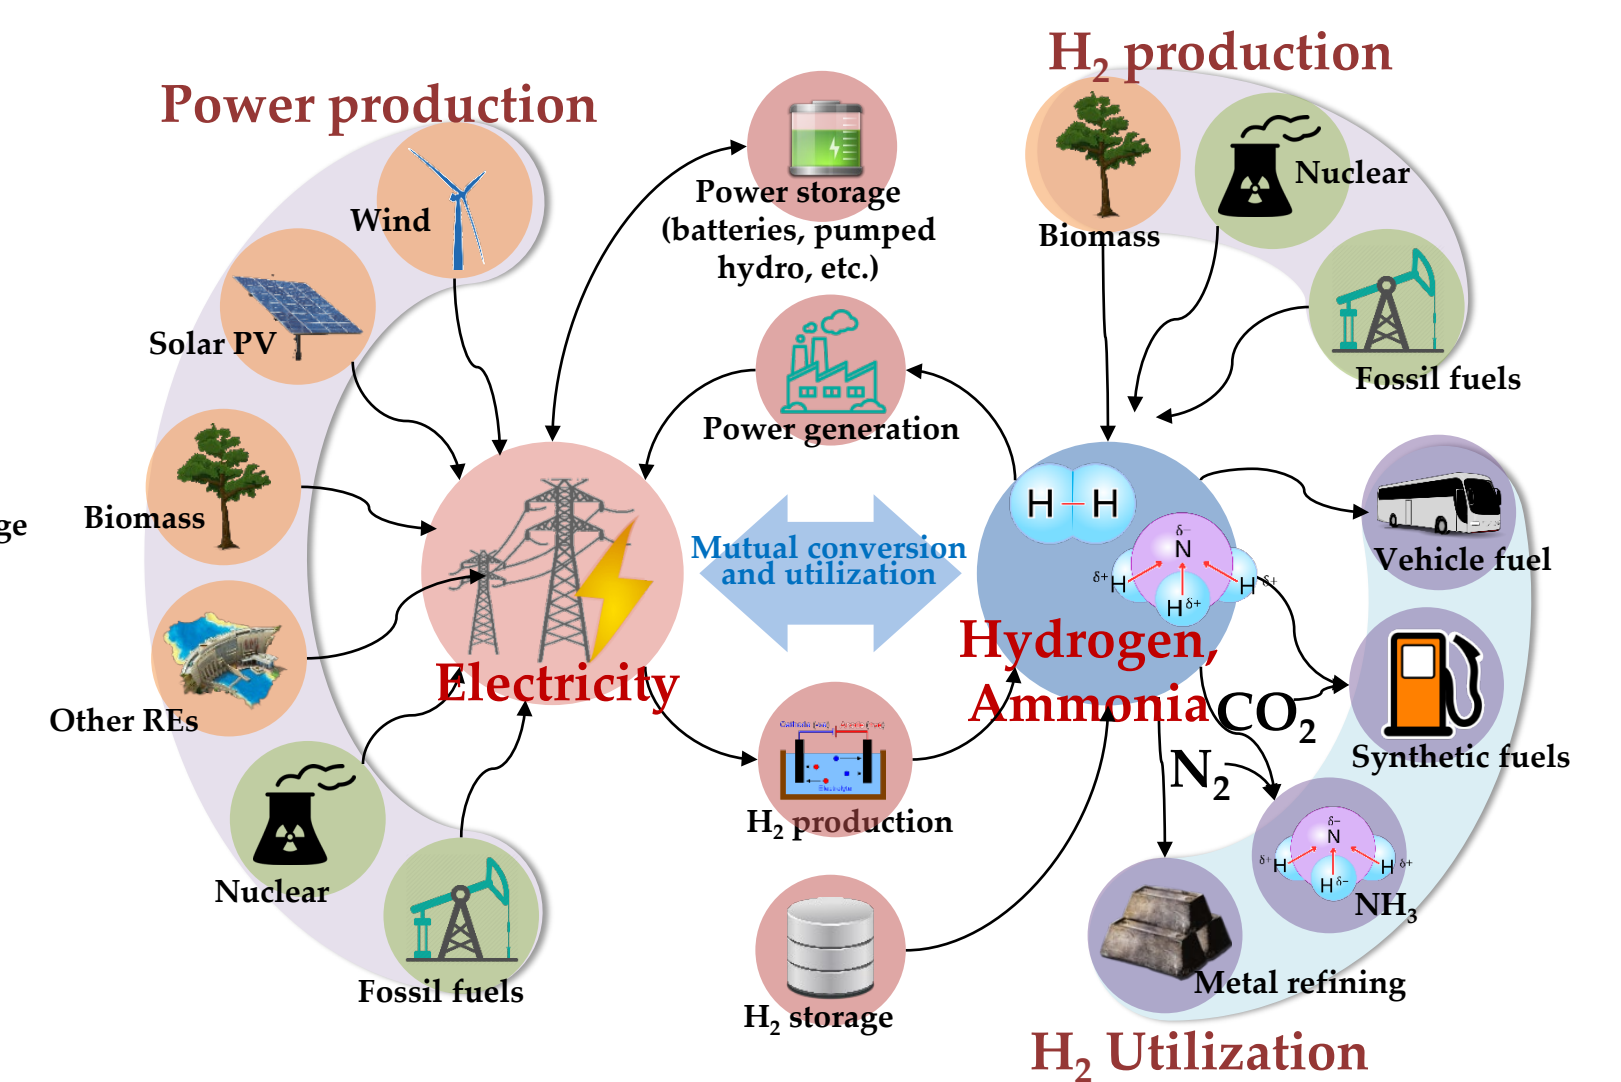 H2 production
Power production
Wind
Solar PV
Biomass
Other REs
Nuclear
Fossil fuels
ge
Electricity
Power storage
(batteries, pumped
hydro, etc.)
Power generation
Mutual conversion
and utilization
Electrolyte
H2 production
H2 storage
Biomass
Nuclear
Fossil fuels
H H
δ−
N
δ+ H
H δ+
H δ+
Hydrogen,
Ammonia
CO2
N2
Vehicle fuel
Synthetic fuels
δ−
N
δ+ H
H δ+
H δ−
NH3
Metal refining
H2 Utilization